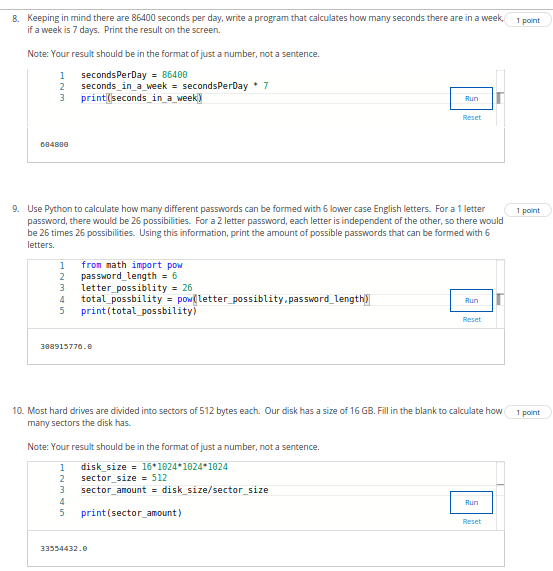 8. Keeping in mind there are 86400 seconds per day, write a program that calculates how many seconds there are in a week, 1 point
if a week is 7 days. Print the result on the screen.
Note: Your result should be in the format of just a number, not a sentence.
1 secondsPerDay = 86400
2 seconds_in_a_week = secondsPerDay * 7
3 print(seconds_in_a_week)
Run
Reset
604800
9. Use Python to calculate how many different passwords can be formed with 6 lower case English letters. For a 1 letter 1 point
password, there would be 26 possibilities. For a 2 letter password, each letter is independent of the other, so there would
be 26 times 26 possibilities. Using this information, print the amount of possible passwords that can be formed with 6
letters.
1 from math import pow
2 password_length = 6
3 letter_possiblity = 26
4 total_possbility = pow(letter_possiblity,password_length)
5 print(total_possbility)
Run
Reset
308915776.0
10. Most hard drives are divided into sectors of 512 bytes each. Our disk has a size of 16 GB. Fill in the blank to calculate how 1 point
many sectors the disk has.
Note: Your result should be in the format of just a number, not a sentence.
1 disk_size = 16*1024*1024*1024
2 sector_size = 512
3 sector_amount = disk_size/sector_size
4
5 print(sector_amount)
Run
Reset
33554432.0